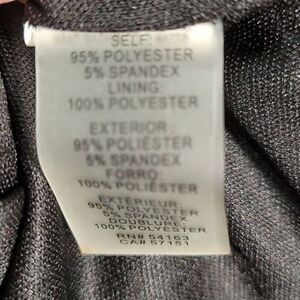 SELF:
95% POLYESTER
5% SPANDEX
LINING:
100% POLYESTER
EXTERIOR:
95% POLIÉSTER
5% SPANDEX
FORRO:
100% POLIÉSTER
EXTÉRIEUR:
95% POLYESTER
5% SPANDEX
DOUBLURE:
100% POLYESTER
RN# 54163
CA# 57151